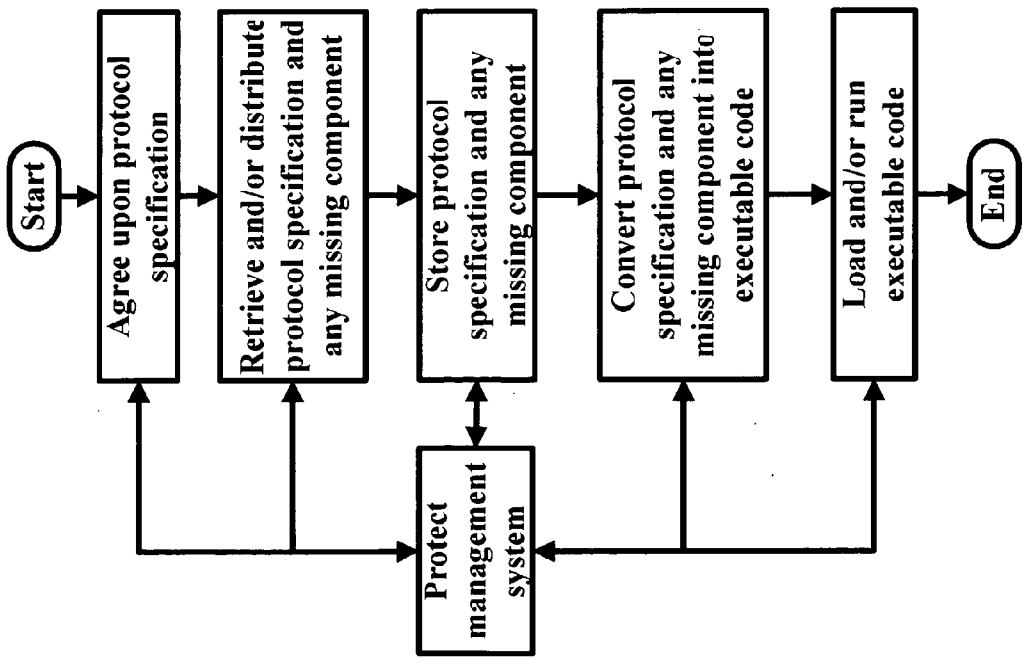 Start
Agree upon protocol
specification
Retrieve and/or distribute
protocol specification and
any missing component
Store protocol
specification and any
missing component
Convert protocol
specification and any
missing component into
executable code
Load and/or run
executable code
End
Protect
management
system